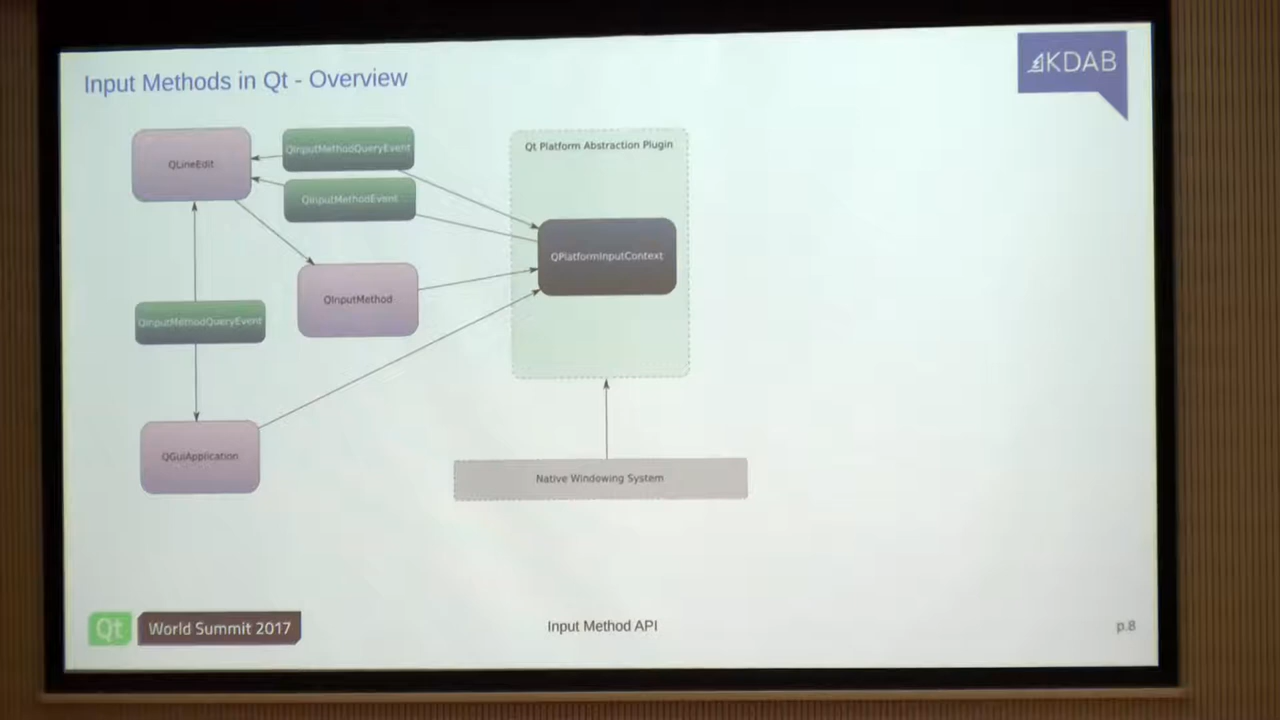 Input Methods in Qt - Overview
KDAB
QLineEdit
QInputMethodQueryEvent
QInputMethodEvent
Qt Platform Abstraction Plugin
QPlatformInputContext
QInputMethod
QInputMethodQueryEvent
QGuiApplication
Native Windowing System
Qt World Summit 2017
Input Method API
p.8